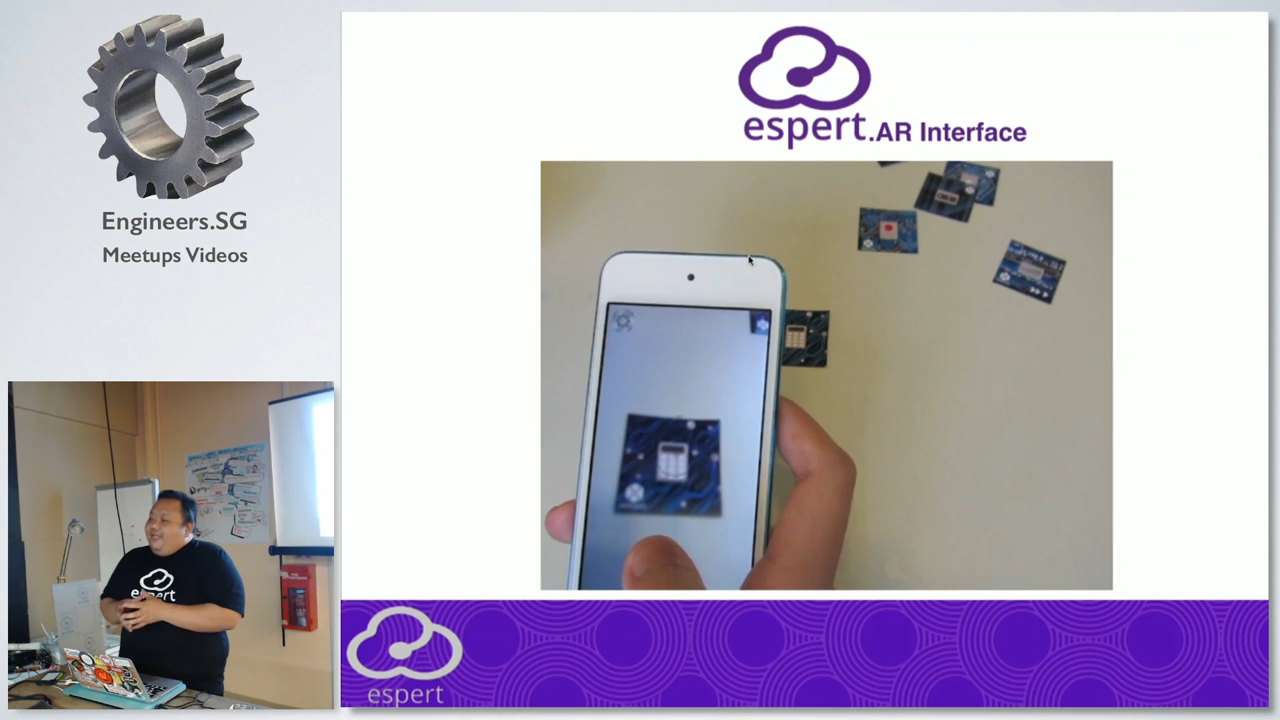 Engineers.SG
Meetups Videos
espert.AR Interface
espert
espert